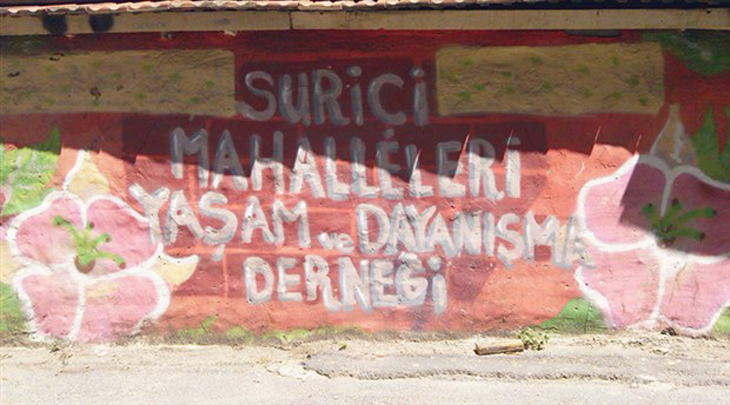 SURİÇİ
MAHALLELERİ
YAŞAM ve DAYANIŞMA
DERNEĞİ